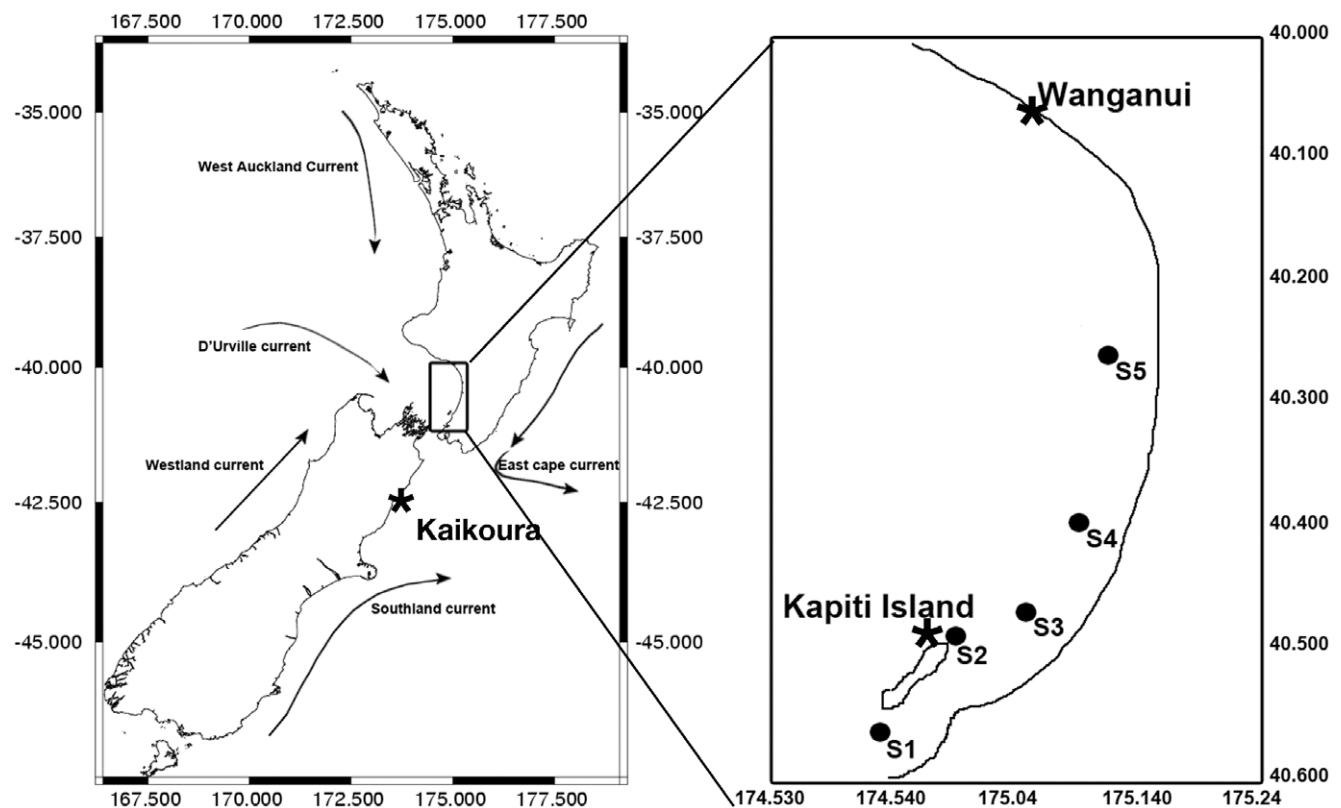 167.500 170.000 172.500 175.000 177.500
-35.000 -35.000
West Auckland Current
-37.500 -37.500
D'Urville current
-40.000 -40.000
Westland current
East cape current
-42.500 -42.500
Kaikoura
Southland current
-45.000 -45.000
167.500 170.000 172.500 175.000 177.500
40.000
Wanganui
40.100
40.200
S5
40.300
S4
40.400
Kapiti Island
S3
S2
40.500
S1
40.600
174.530 174.540 175.04 175.140 175.24